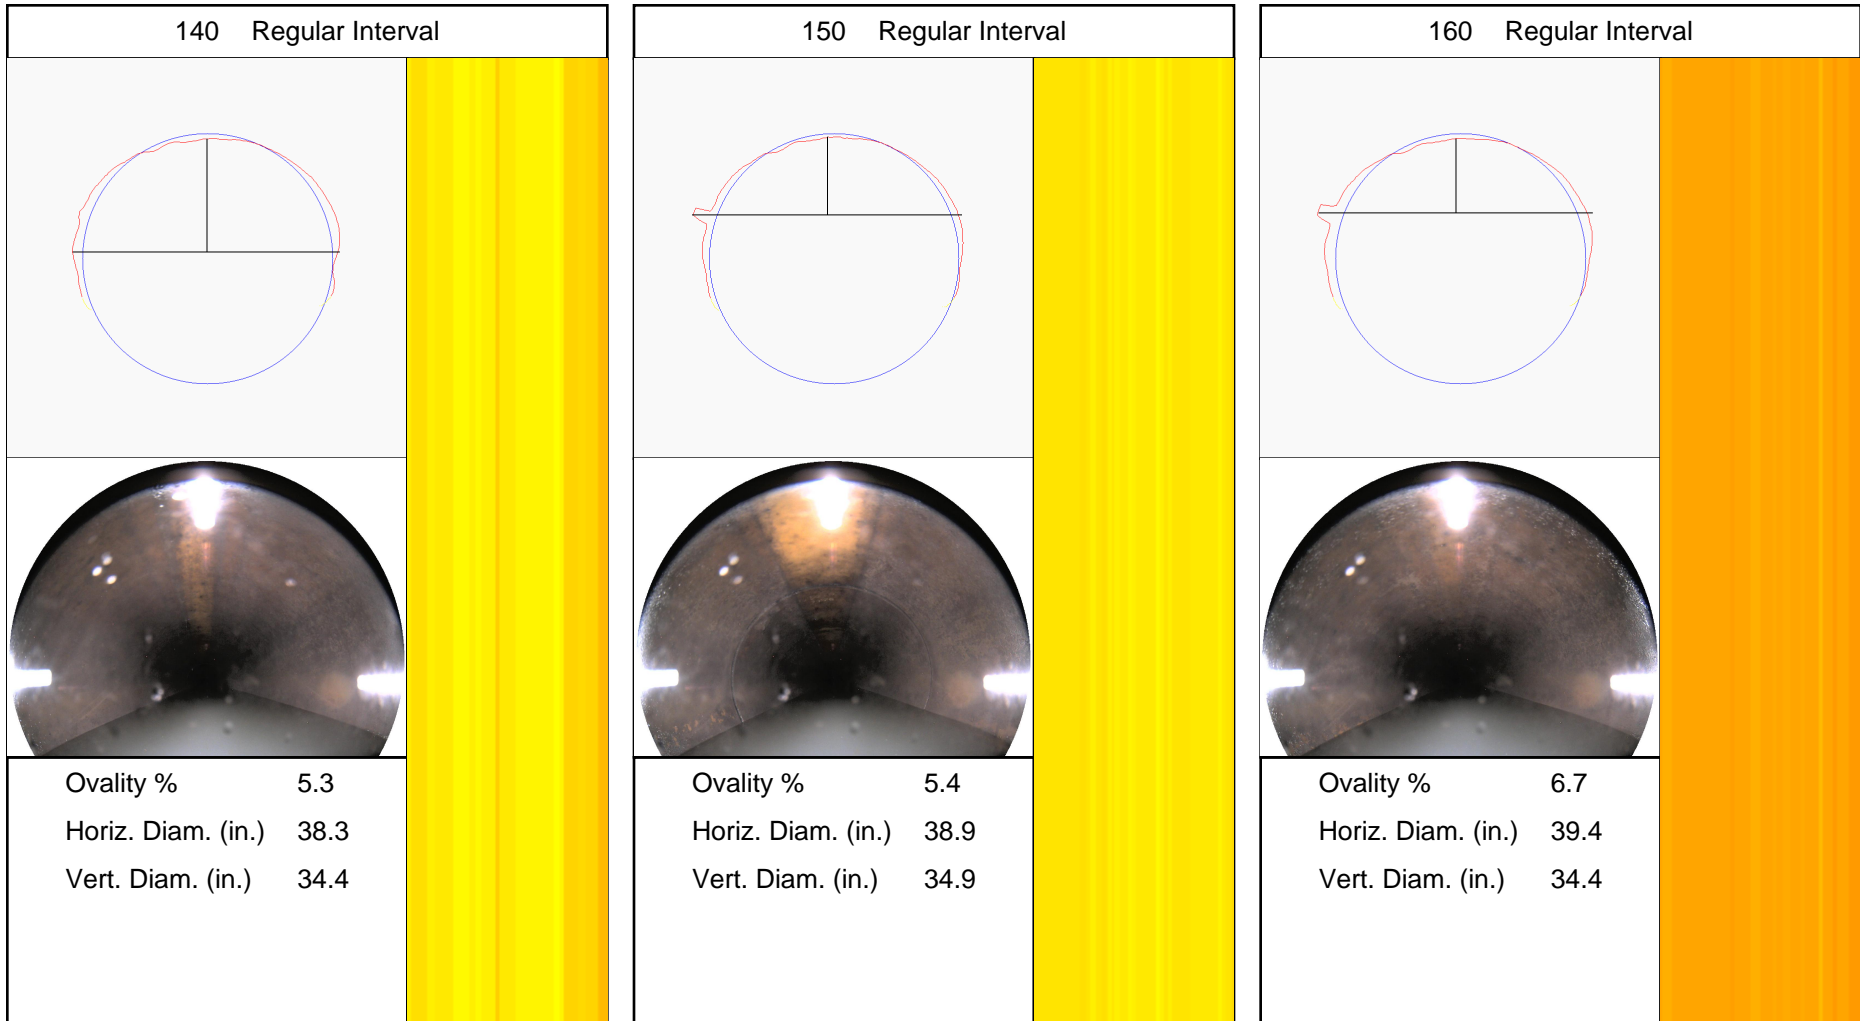 140 Regular Interval
Ovality % 5.3
Horiz. Diam. (in.) 38.3
Vert. Diam. (in.) 34.4
150 Regular Interval
Ovality % 5.4
Horiz. Diam. (in.) 38.9
Vert. Diam. (in.) 34.9
160 Regular Interval
Ovality % 6.7
Horiz. Diam. (in.) 39.4
Vert. Diam. (in.) 34.4